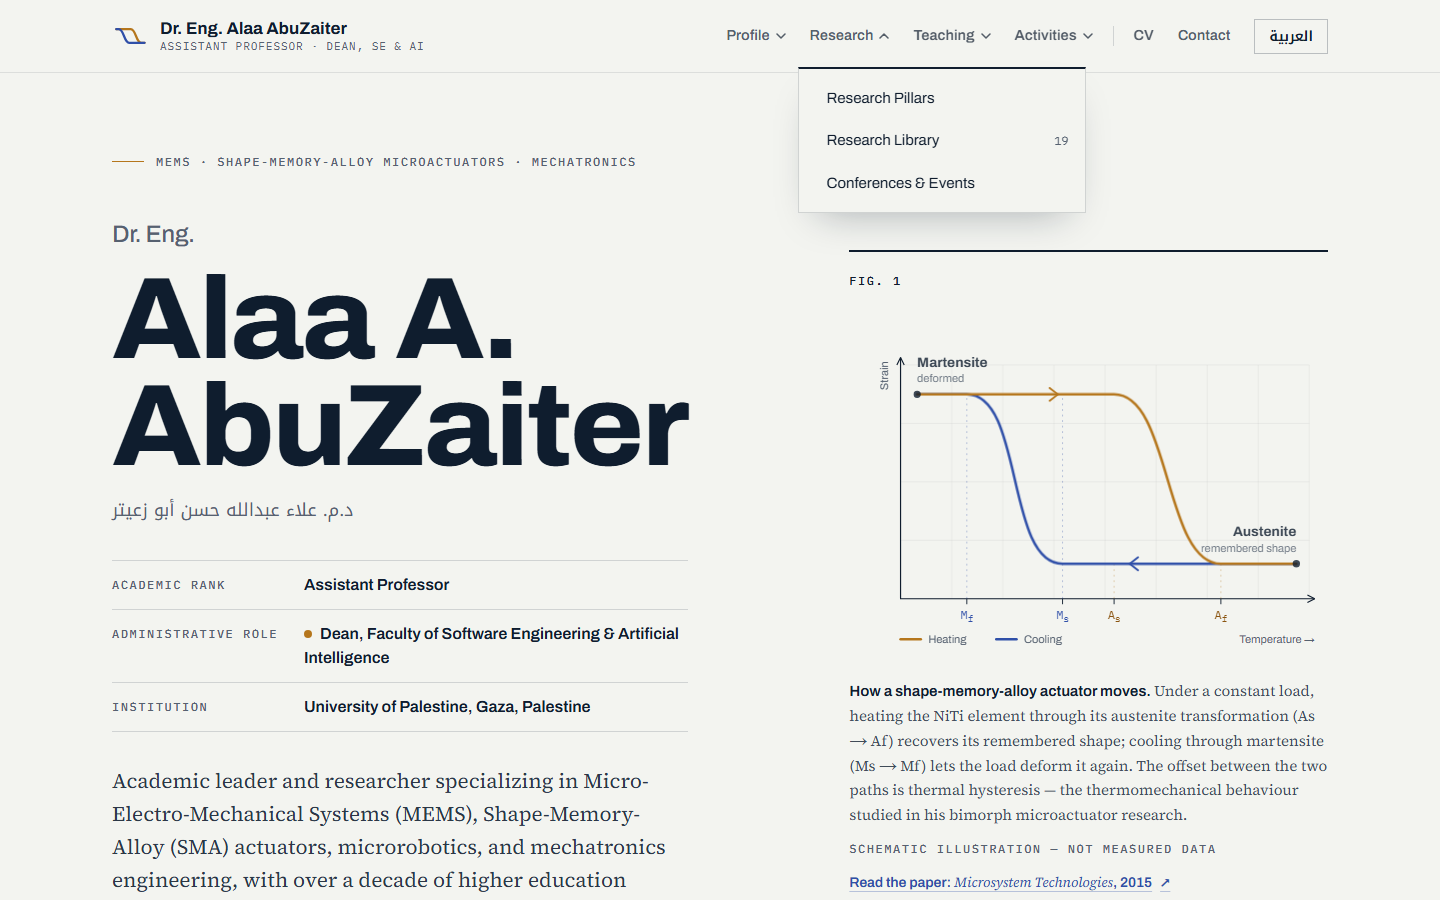 Dr. Eng. Alaa AbuZaiter
ASSISTANT PROFESSOR · DEAN, SE & AI
Profile
Research
Teaching
Activities
CV
Contact
العربية
Research Pillars
Research Library 19
Conferences & Events
MEMS · SHAPE-MEMORY-ALLOY MICROACTUATORS · MECHATRONICS
Dr. Eng.
Alaa A.
AbuZaiter
د.م. علاء عبدالله حسن أبو زعيتر
ACADEMIC RANK
Assistant Professor
ADMINISTRATIVE ROLE
Dean, Faculty of Software Engineering & Artificial
Intelligence
INSTITUTION
University of Palestine, Gaza, Palestine
Academic leader and researcher specializing in Micro-
Electro-Mechanical Systems (MEMS), Shape-Memory-
Alloy (SMA) actuators, microrobotics, and mechatronics
engineering, with over a decade of higher education
FIG. 1
Strain
Martensite
deformed
Austenite
remembered shape
Mf
Ms
As
Af
Heating
Cooling
Temperature →
How a shape-memory-alloy actuator moves. Under a constant load,
heating the NiTi element through its austenite transformation (As
→ Af) recovers its remembered shape; cooling through martensite
(Ms → Mf) lets the load deform it again. The offset between the two
paths is thermal hysteresis — the thermomechanical behaviour
studied in his bimorph microactuator research.
SCHEMATIC ILLUSTRATION — NOT MEASURED DATA
Read the paper: Microsystem Technologies, 2015 ↗